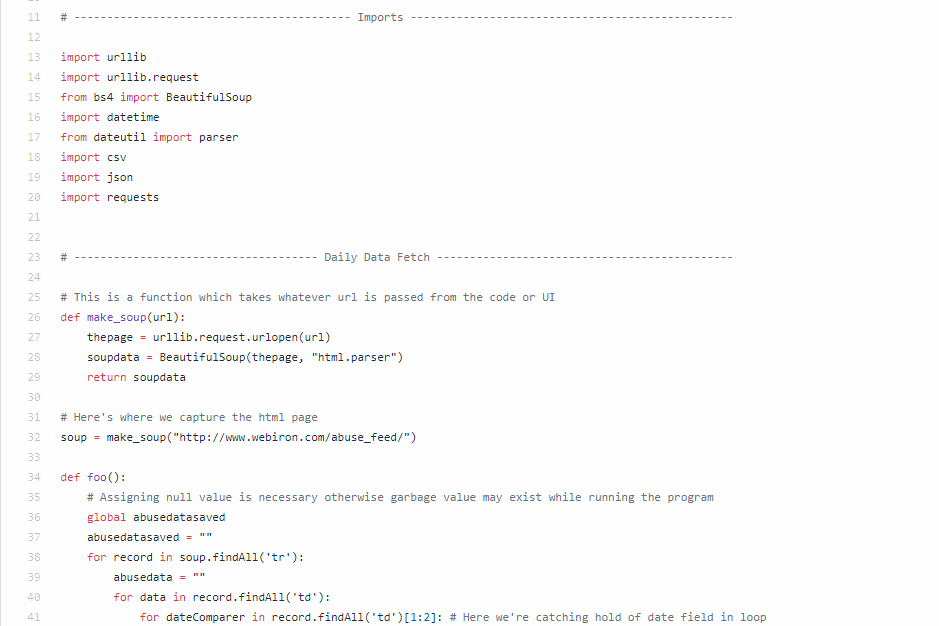 11 # ------------------------------------------ Imports -------------------------------------------------
12
13 import urllib
14 import urllib.request
15 from bs4 import BeautifulSoup
16 import datetime
17 from dateutil import parser
18 import csv
19 import json
20 import requests
21
22
23 # ------------------------------------- Daily Data Fetch ---------------------------------------------
24
25 # This is a function which takes whatever url is passed from the code or UI
26 def make_soup(url):
27     thepage = urllib.request.urlopen(url)
28     soupdata = BeautifulSoup(thepage, "html.parser")
29     return soupdata
30
31 # Here's where we capture the html page
32 soup = make_soup("http://www.webiron.com/abuse_feed/")
33
34 def foo():
35     # Assigning null value is necessary otherwise garbage value may exist while running the program
36     global abusedatasaved
37     abusedatasaved = ""
38     for record in soup.findAll('tr'):
39         abusedata = ""
40         for data in record.findAll('td'):
41             for dateComparer in record.findAll('td')[1:2]: # Here we're catching hold of date field in loop